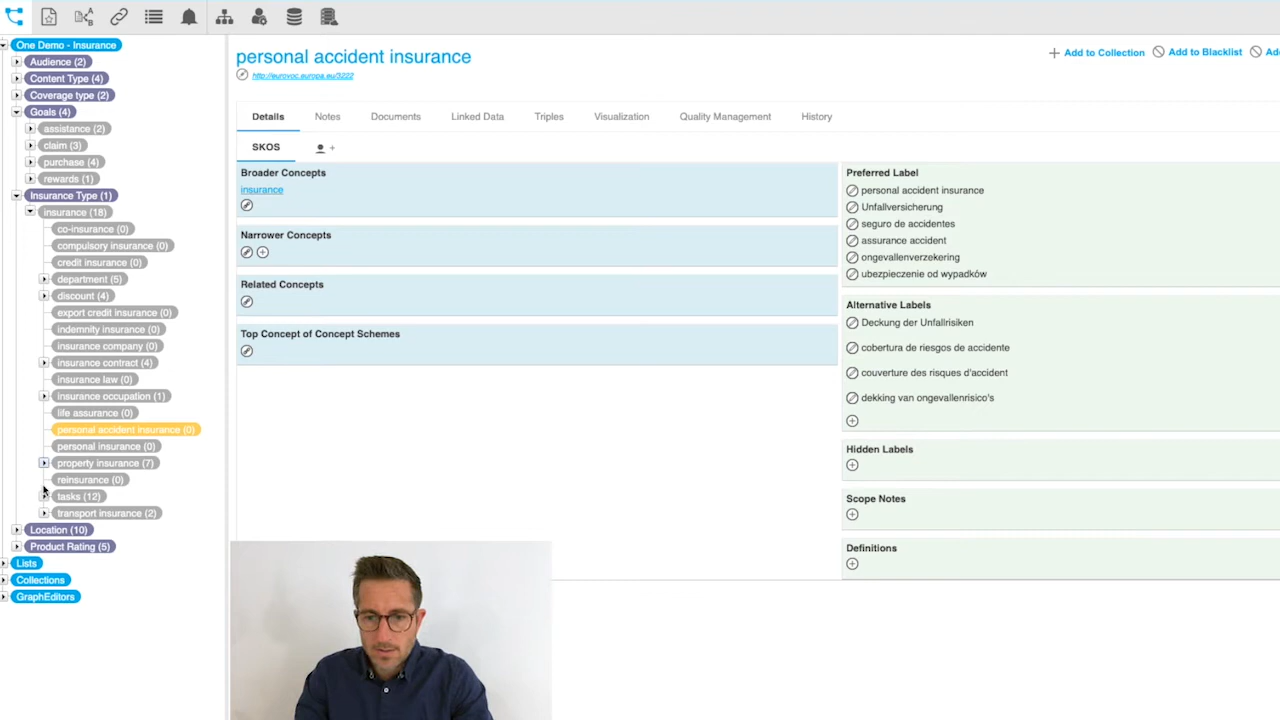 One Demo - Insurance
Audience (2)
Content Type (4)
Coverage type (2)
Goals (4)
assistance (2)
claim (3)
purchase (4)
rewards (1)
Insurance Type (1)
insurance (18)
co-insurance (0)
compulsory insurance (0)
credit insurance (0)
department (5)
discount (4)
export credit insurance (0)
indemnity insurance (0)
insurance company (0)
insurance contract (4)
insurance law (0)
insurance occupation (1)
life assurance (0)
personal accident insurance (0)
personal insurance (0)
property insurance (7)
reinsurance (0)
tasks (12)
transport insurance (2)
Location (10)
Product Rating (5)
Lists
Collections
GraphEditors
personal accident insurance
http://eurovoc.europa.eu/3222
Add to Collection
Add to Blacklist
Details
Notes
Documents
Linked Data
Triples
Visualization
Quality Management
History
SKOS
Broader Concepts
insurance
Narrower Concepts
Related Concepts
Top Concept of Concept Schemes
Preferred Label
personal accident insurance
Unfallversicherung
seguro de accidentes
assurance accident
ongevallenverzekering
ubezpieczenie od wypadków
Alternative Labels
Deckung der Unfallrisiken
cobertura de riesgos de accidente
couverture des risques d'accident
dekking van ongevallenrisico's
Hidden Labels
Scope Notes
Definitions